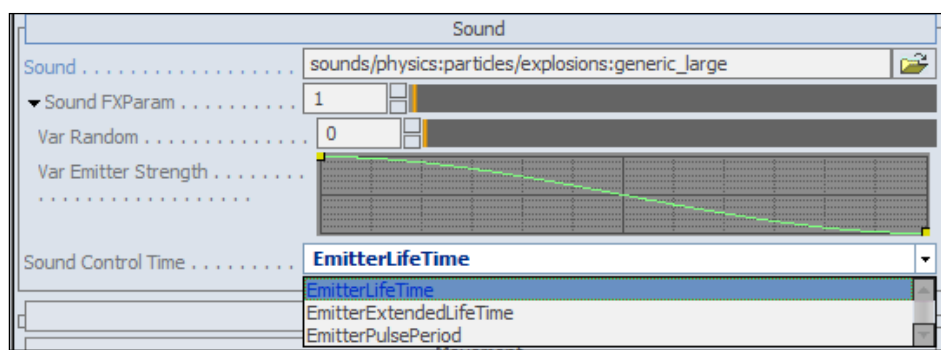 Sound
Sound . . . . . . . . . . . . . . . . . . sounds/physics:particles/explosions:generic_large
Sound FXParam . . . . . . . . . . 1
Var Random . . . . . . . . . . . . . . 0
Var Emitter Strength . . . . . . . .
. . . . . . . . . . . . . . . . . .
Sound Control Time . . . . . . . . . EmitterLifeTime
EmitterLifeTime
EmitterExtendedLifeTime
EmitterPulsePeriod